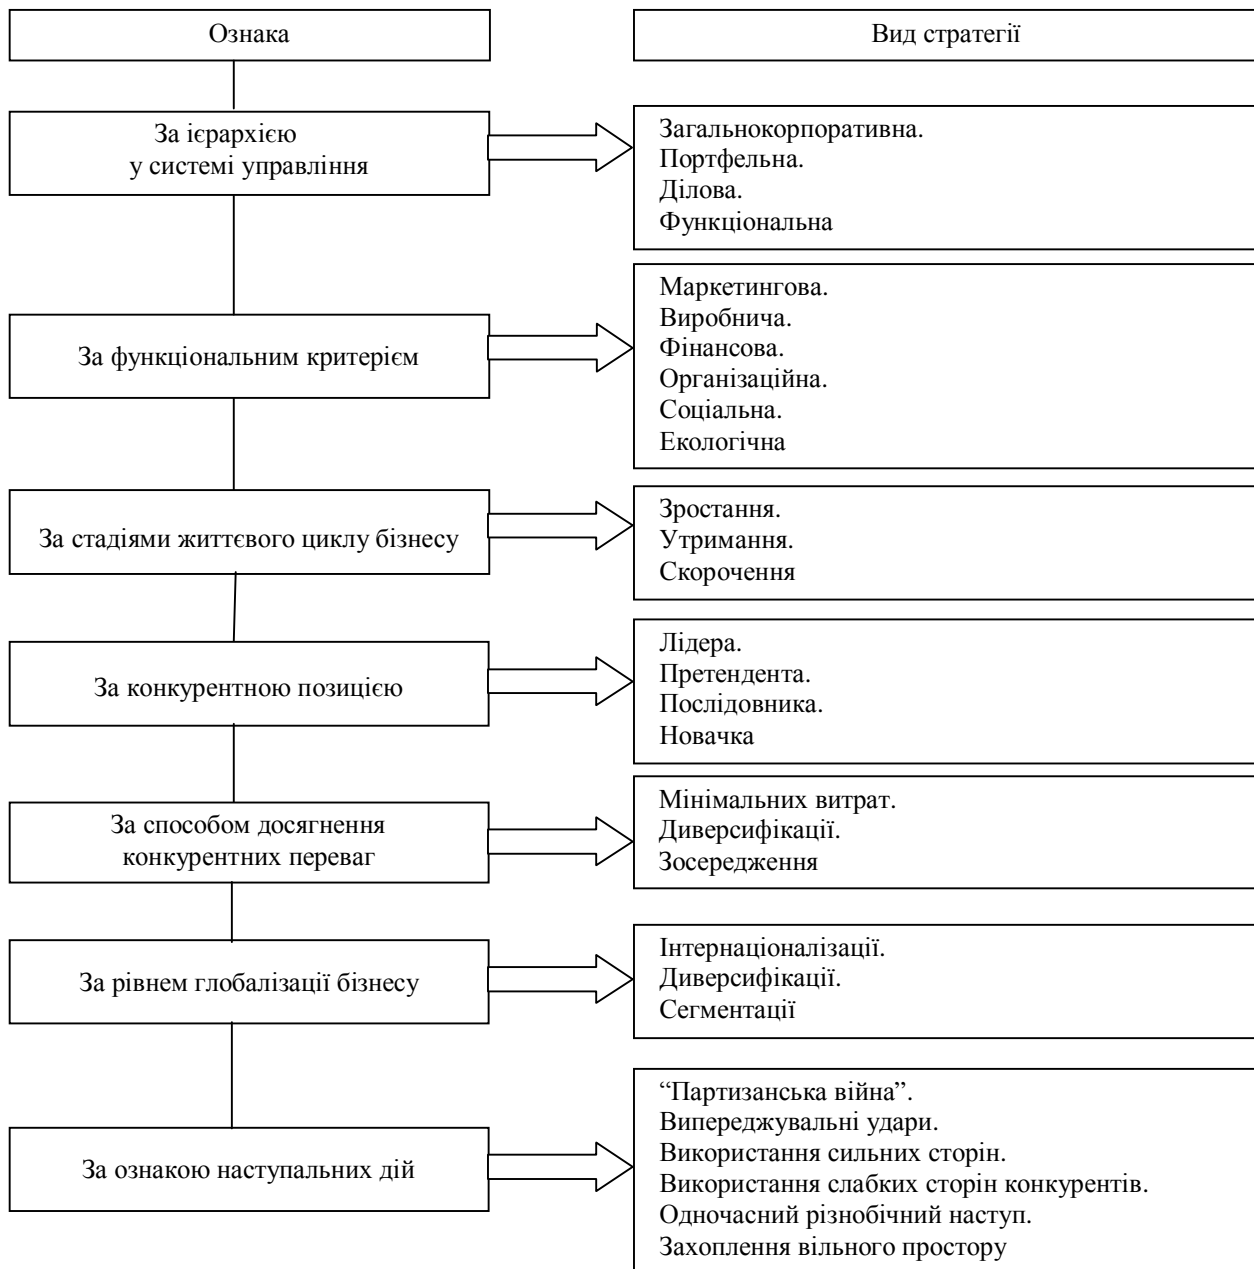 Ознака
Вид стратегії
За ієрархією
у системі управління
Загальнокорпоративна.
Портфельна.
Ділова.
Функціональна
За функціональним критерієм
Маркетингова.
Виробнича.
Фінансова.
Організаційна.
Соціальна.
Екологічна
За стадіями життєвого циклу бізнесу
Зростання.
Утримання.
Скорочення
За конкурентною позицією
Лідера.
Претендента.
Послідовника.
Новачка
За способом досягнення
конкурентних переваг
Мінімальних витрат.
Диверсифікації.
Зосередження
За рівнем глобалізації бізнесу
Інтернаціоналізації.
Диверсифікації.
Сегментації
За ознакою наступальних дій
“Партизанська війна”.
Випереджувальні удари.
Використання сильних сторін.
Використання слабких сторін конкурентів.
Одночасний різнобічний наступ.
Захоплення вільного простору